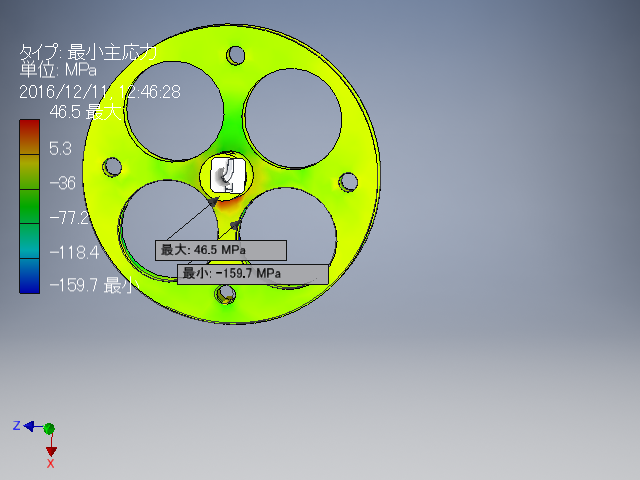 タイプ: 最小主応力
単位: MPa
2016/12/11, 12:46:28
46.5 最大
5.3
-36
-77.2
-118.4
-159.7 最小
最大: 46.5 MPa
最小: -159.7 MPa
Z
X